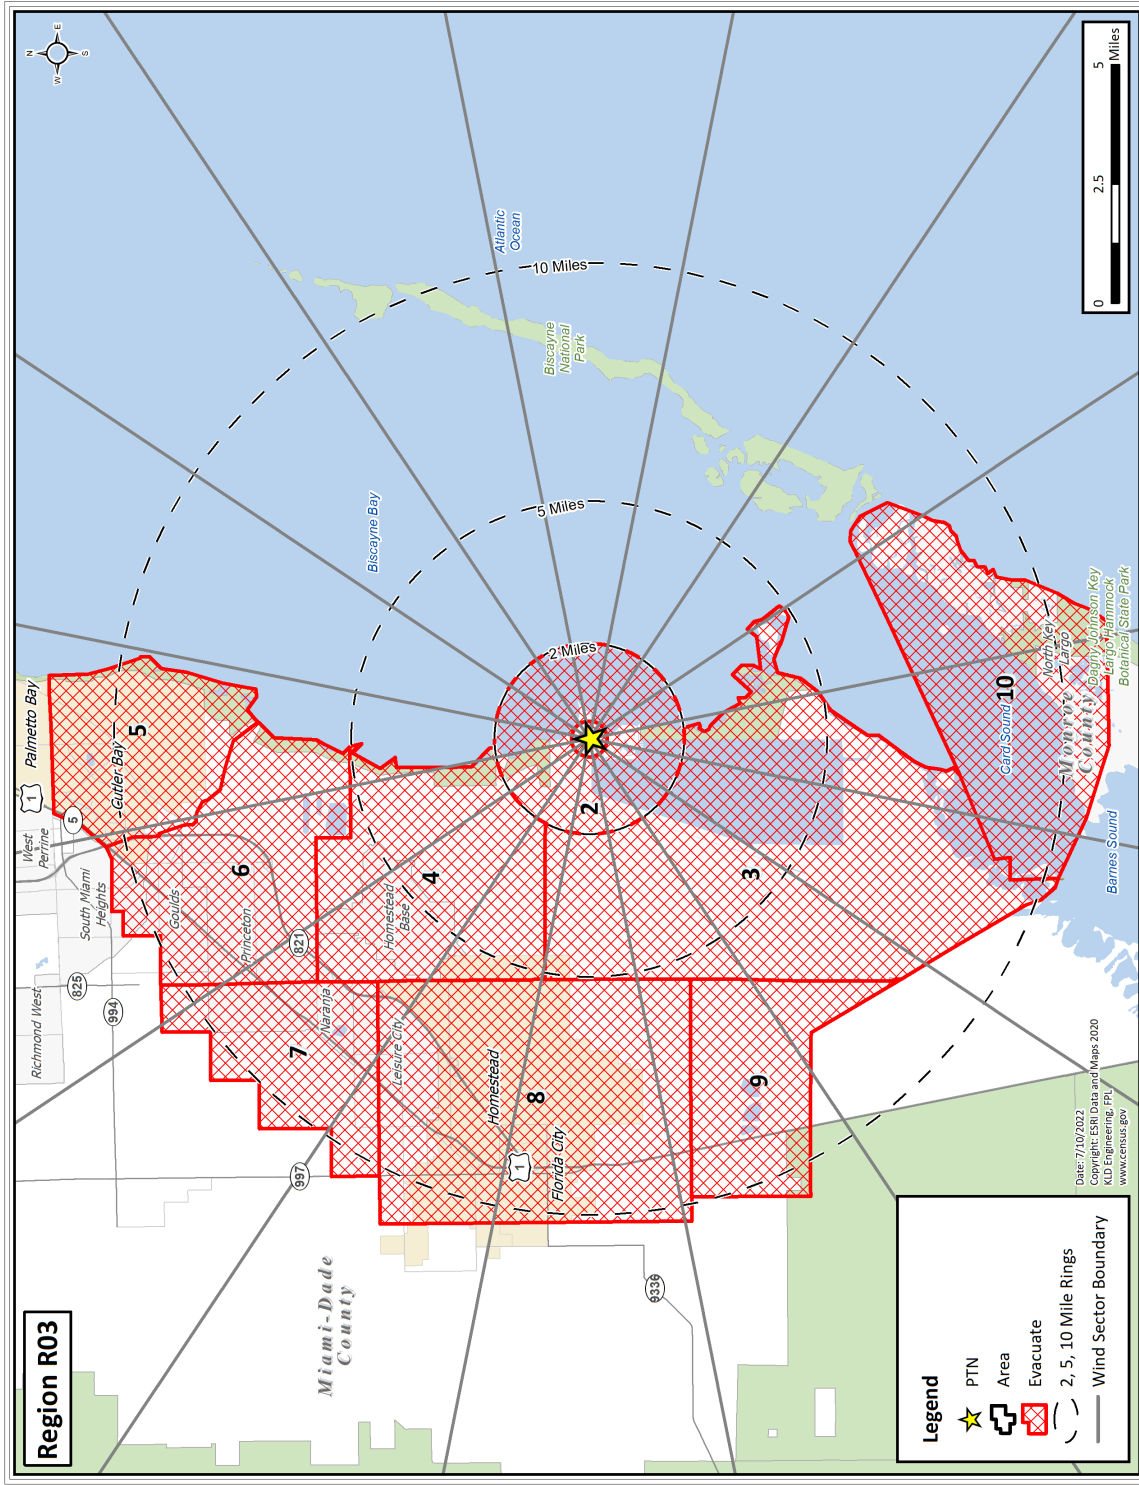 Region R03
N
E
S
W
Miami-Dade
County
Richmond West
South Miami
Heights
West
Perrine
Palmetto Bay
Cutler Bay
Goulds
Princeton
Naranja
Leisure City
Homestead
Base
Homestead
Florida City
1
5
825
994
821
997
1
9336
2
3
4
5
6
7
8
9
10
2 Miles
5 Miles
10 Miles
Biscayne Bay
Atlantic
Ocean
Biscayne
National
Park
Card Sound
North Key
Largo
Monroe
County
Dagny Johnson Key
Largo Hammock
Botanical State Park
Barnes Sound
Legend
PTN
Area
Evacuate
2, 5, 10 Mile Rings
Wind Sector Boundary
Date: 7/10/2022
Copyright: ESRI Data and Maps 2020
KLD Engineering, FPL
www.census.gov
0
2.5
5
Miles